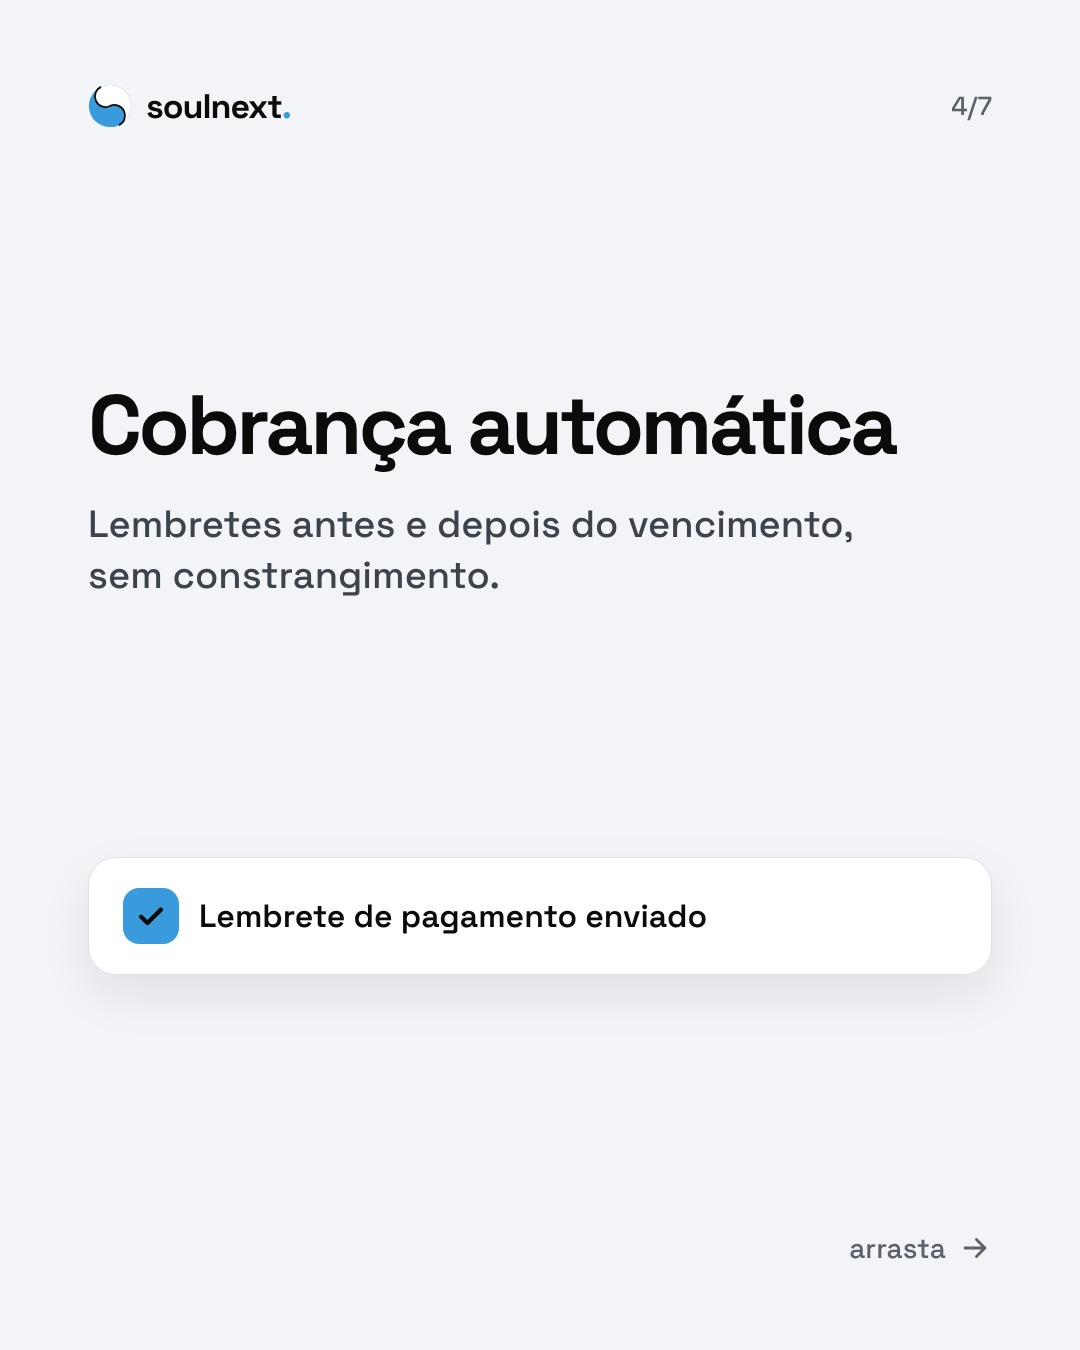 soulnext.
4/7
Cobrança automática
Lembretes antes e depois do vencimento,
sem constrangimento.
Lembrete de pagamento enviado
arrasta →